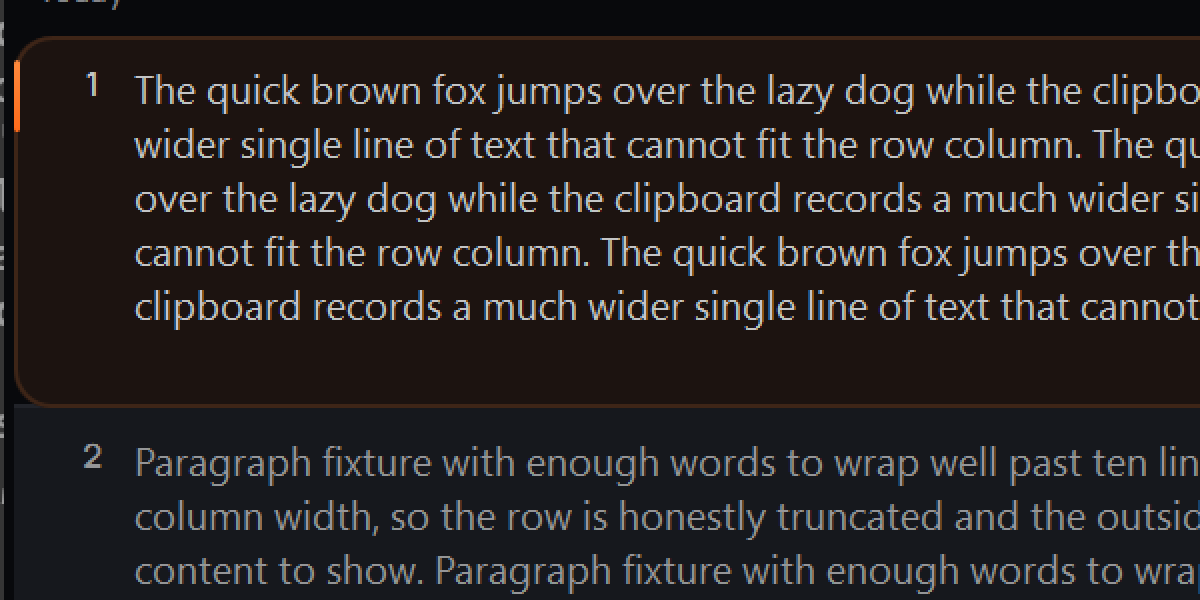 Today
1 The quick brown fox jumps over the lazy dog while the clipbo
wider single line of text that cannot fit the row column. The qu
over the lazy dog while the clipboard records a much wider si
cannot fit the row column. The quick brown fox jumps over th
clipboard records a much wider single line of text that cannot
2 Paragraph fixture with enough words to wrap well past ten lin
column width, so the row is honestly truncated and the outsid
content to show. Paragraph fixture with enough words to wrap